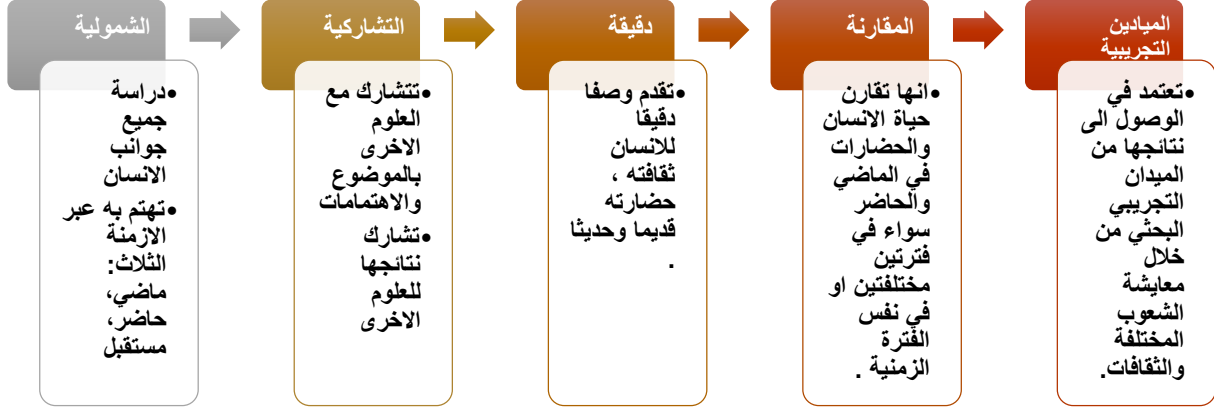 الشمولية
•دراسة
جميع
جوانب
الانسان
•تهتم به عبر
الازمنة
الثلاث:
ماضي،
حاضر،
مستقبل
التشاركية
•تتشارك مع
العلوم
الاخرى
بالموضوع
والاهتمامات
•تشارك
نتائجها
للعلوم
الاخرى
دقيقة
•تقدم وصفا
دقيقا
للانسان
ثقافته ،
حضارته
قديما وحديثا
.
المقارنة
•انها تقارن
حياة الانسان
والحضارات
في الماضي
والحاضر
سواء في
فترتين
مختلفتين او
في نفس
الفترة
الزمنية .
الميادين
التجريبية
•تعتمد في
الوصول الى
نتائجها من
الميدان
التجريبي
البحثي من
خلال
معايشة
الشعوب
المختلفة
والثقافات.